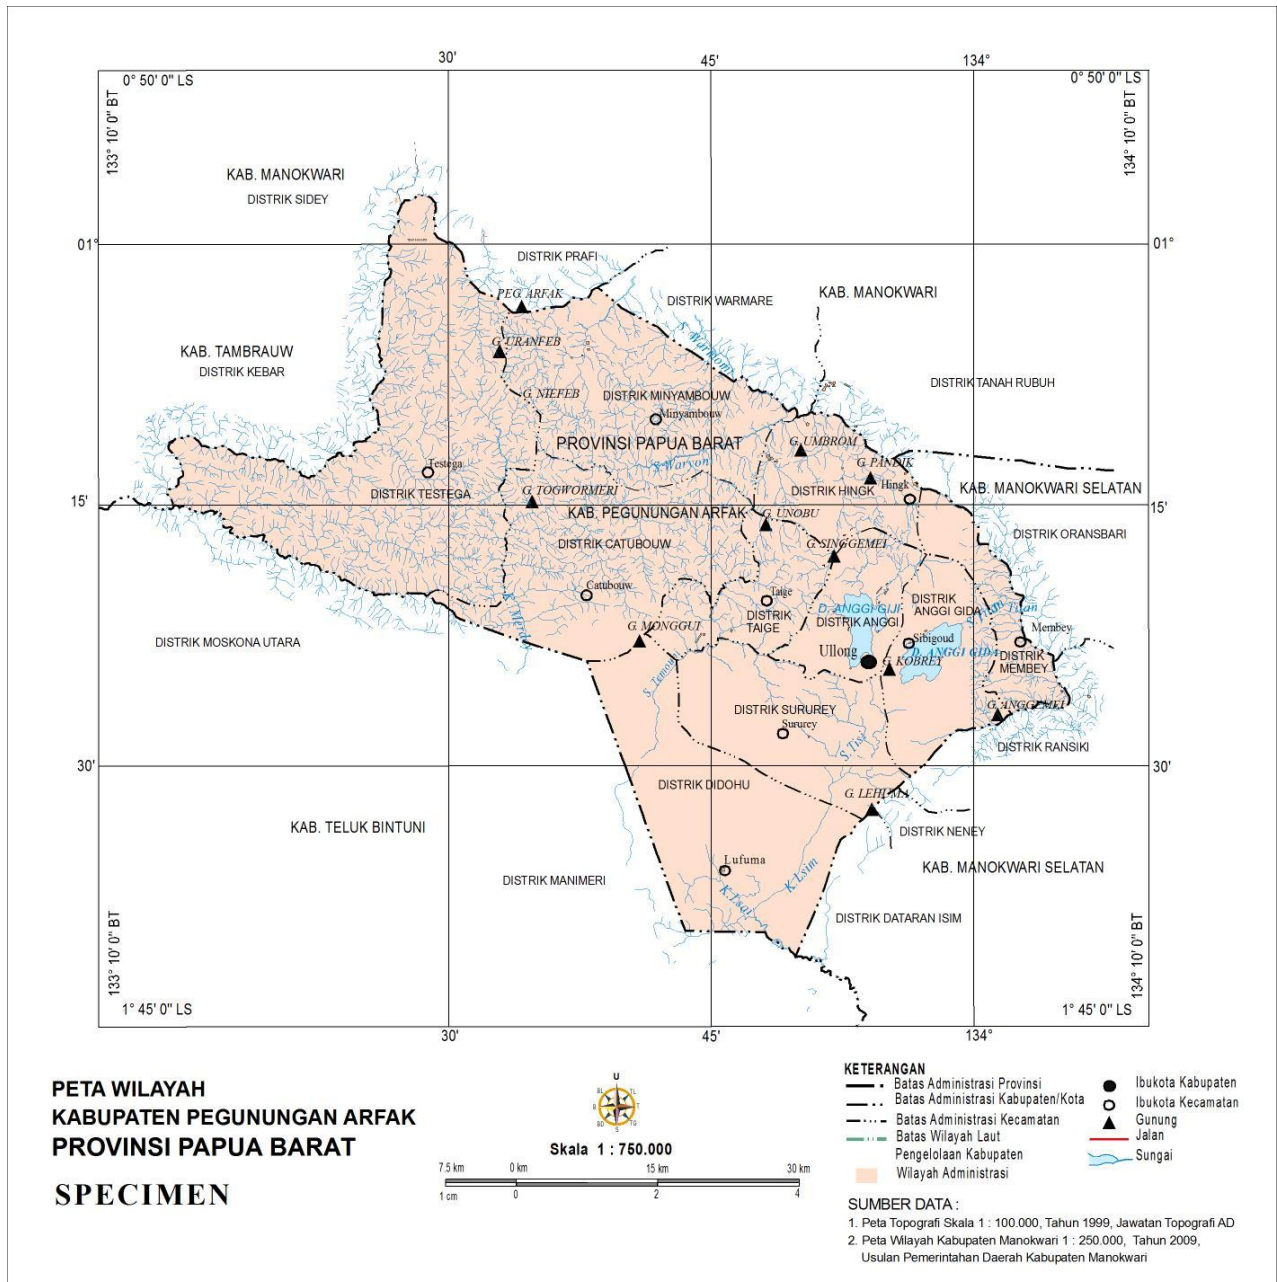 30'
45'
134°
0° 50' 0" LS
0° 50' 0" LS
133° 10' 0" BT
134° 10' 0" BT
KAB. MANOKWARI
DISTRIK SIDEY
01°
01°
DISTRIK PRAFI
PEG. ARFAK
DISTRIK WARMARE
KAB. MANOKWARI
G. URANFEB
KAB. TAMBRAUW
DISTRIK KEBAR
DISTRIK TANAH RUBUH
G. NIEFEB
DISTRIK MINYAMBOUW
Minyambouw
PROVINSI PAPUA BARAT
G. UMBROM
S. Waryori
G. PANDIK
Testega
Hingk
DISTRIK TESTEGA
G. TOGWORMERI
DISTRIK HINGK
KAB. MANOKWARI SELATAN
15'
15'
KAB. PEGUNUNGAN ARFAK
G. UNOBU
DISTRIK ORANSBARI
DISTRIK CATUBOUW
G. SINGGEMEI
Catubouw
Taige
DISTRIK
ANGGI GIDA
D. ANGGI GIJI
DISTRIK
TAIGE
DISTRIK ANGGI
G. MONGGUI
Membey
DISTRIK MOSKONA UTARA
Sibigoud
Ullong
D. ANGGI GIDA
DISTRIK
MEMBEY
G. KOBREY
DISTRIK SURUREY
G. ANGGEMEI
Sururey
S. Tisi
DISTRIK RANSIKI
30'
30'
DISTRIK DIDOHU
G. LEHUMA
KAB. TELUK BINTUNI
DISTRIK NENEY
Lufuma
KAB. MANOKWARI SELATAN
DISTRIK MANIMERI
K. Lsim
DISTRIK DATARAN ISIM
133° 10' 0" BT
134° 10' 0" BT
1° 45' 0" LS
1° 45' 0" LS
30'
45'
134°
PETA WILAYAH
KABUPATEN PEGUNUNGAN ARFAK
PROVINSI PAPUA BARAT
SPECIMEN
U
BL
TL
B
T
BD
TG
S
Skala 1 : 750.000
7.5 km
0 km
15 km
30 km
1 cm
0
2
4
KETERANGAN
Batas Administrasi Provinsi
Batas Administrasi Kabupaten/Kota
Batas Administrasi Kecamatan
Batas Wilayah Laut
Pengelolaan Kabupaten
Wilayah Administrasi
Ibukota Kabupaten
Ibukota Kecamatan
Gunung
Jalan
Sungai
SUMBER DATA :
1. Peta Topografi Skala 1 : 100.000, Tahun 1999, Jawatan Topografi AD
2. Peta Wilayah Kabupaten Manokwari 1 : 250.000, Tahun 2009,
Usulan Pemerintahan Daerah Kabupaten Manokwari